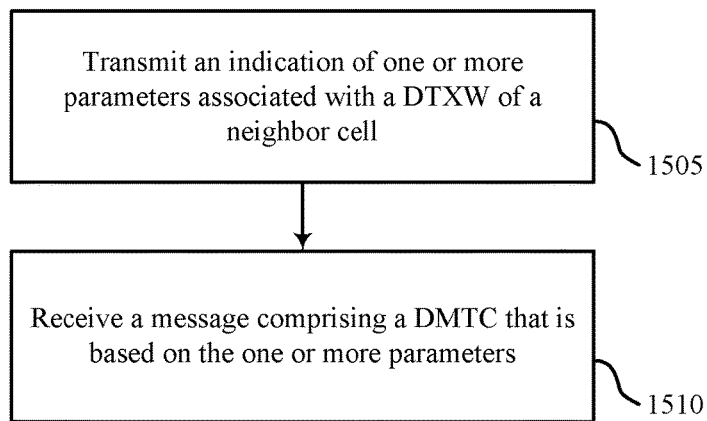 Transmit an indication of one or more
parameters associated with a DTXW of a
neighbor cell
1505
Receive a message comprising a DMTC that is
based on the one or more parameters
1510